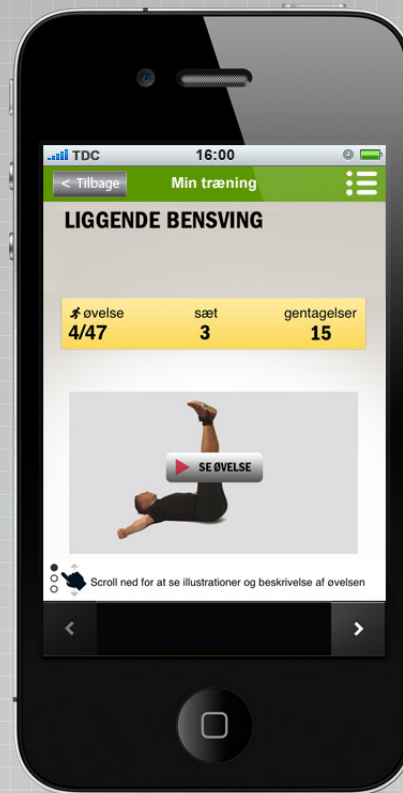 TDC 16:00
< Tilbage Min træning
LIGGENDE BENSVING
øvelse sæt gentagelser
4/47 3 15
SE ØVELSE
Scroll ned for at se illustrationer og beskrivelse af øvelsen